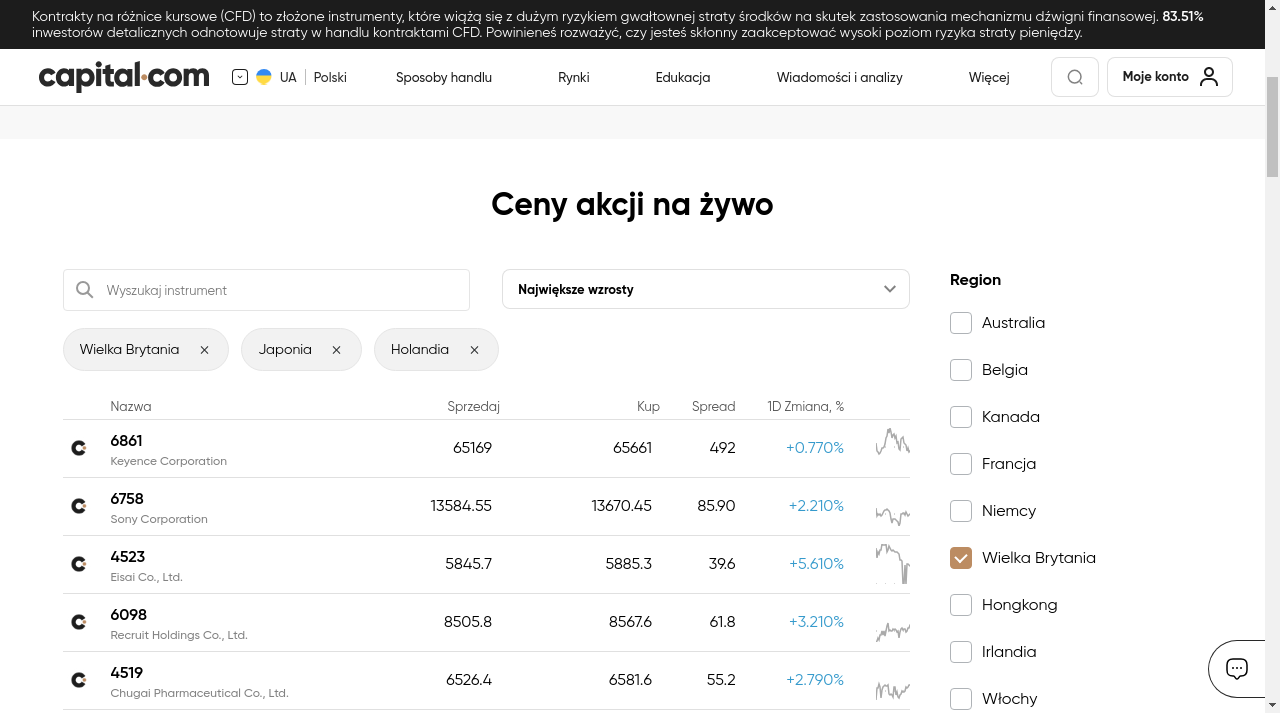 Kontrakty na różnice kursowe (CFD) to złożone instrumenty, które wiążą się z dużym ryzykiem gwałtownej straty środków na skutek zastosowania mechanizmu dźwigni finansowej. 83.51%
inwestorów detalicznych odnotowuje straty w handlu kontraktami CFD. Powinieneś rozważyć, czy jesteś skłonny zaakceptować wysoki poziom ryzyka straty pieniędzy.
capital.com UA Polski Sposoby handlu Rynki Edukacja Wiadomości i analizy Więcej Moje konto
Ceny akcji na żywo
Wyszukaj instrument
Największe wzrosty
Wielka Brytania Japonia Holandia
Nazwa Sprzedaj Kup Spread 1D Zmiana, %
6861 65169 65661 492 +0.770%
Keyence Corporation
6758 13584.55 13670.45 85.90 +2.210%
Sony Corporation
4523 5845.7 5885.3 39.6 +5.610%
Eisai Co., Ltd.
6098 8505.8 8567.6 61.8 +3.210%
Recruit Holdings Co., Ltd.
4519 6526.4 6581.6 55.2 +2.790%
Chugai Pharmaceutical Co., Ltd.
Region
Australia
Belgia
Kanada
Francja
Niemcy
Wielka Brytania
Hongkong
Irlandia
Włochy